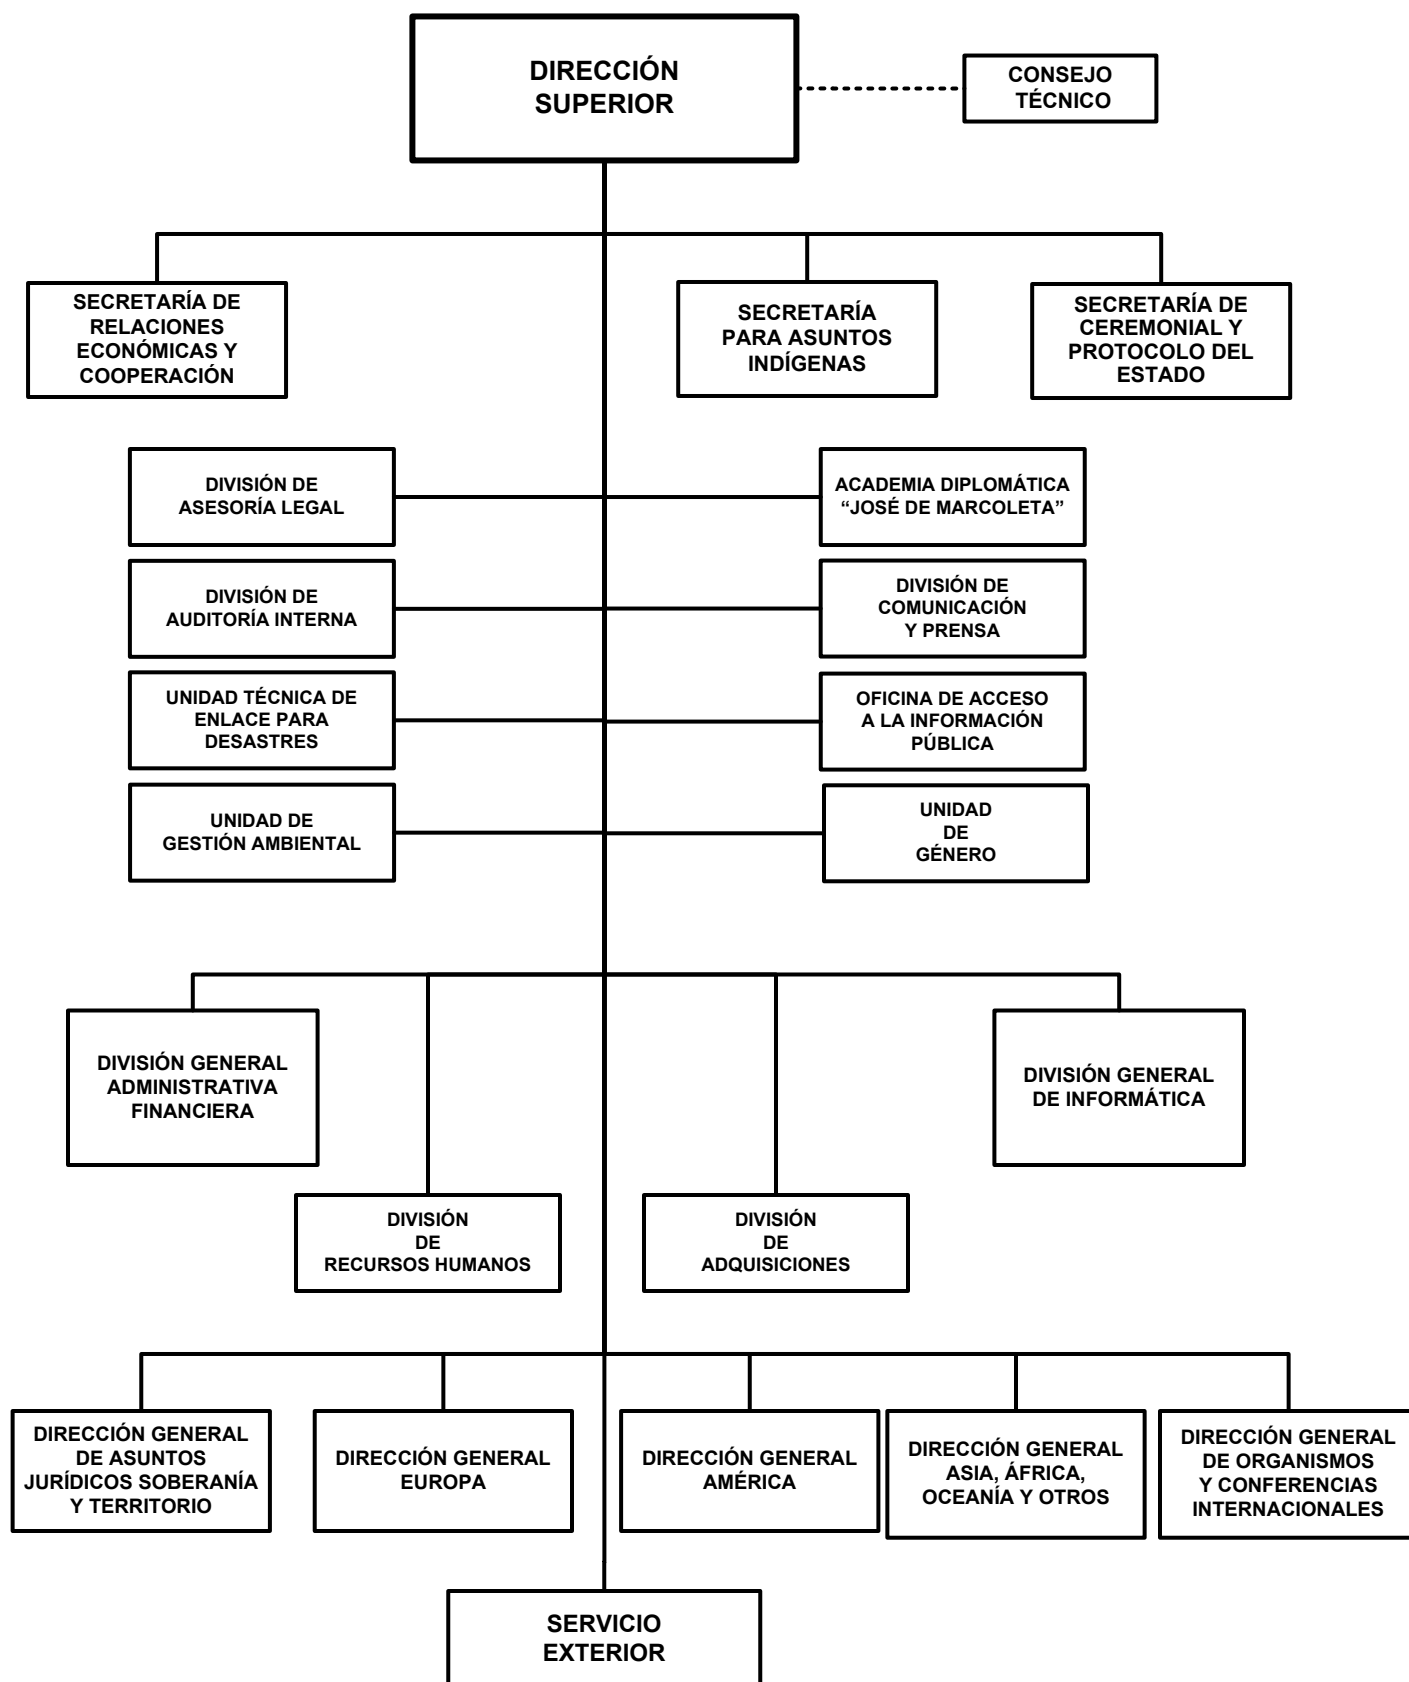 DIRECCIÓN
SUPERIOR
CONSEJO
TÉCNICO
SECRETARÍA DE
RELACIONES
ECONÓMICAS Y
COOPERACIÓN
SECRETARÍA
PARA ASUNTOS
INDÍGENAS
SECRETARÍA DE
CEREMONIAL Y
PROTOCOLO DEL
ESTADO
DIVISIÓN DE
ASESORÍA LEGAL
ACADEMIA DIPLOMÁTICA
“JOSÉ DE MARCOLETA”
DIVISIÓN DE
AUDITORÍA INTERNA
DIVISIÓN DE
COMUNICACIÓN
Y PRENSA
UNIDAD TÉCNICA DE
ENLACE PARA
DESASTRES
OFICINA DE ACCESO
A LA INFORMACIÓN
PÚBLICA
UNIDAD DE
GESTIÓN AMBIENTAL
UNIDAD
DE
GÉNERO
DIVISIÓN GENERAL
ADMINISTRATIVA
FINANCIERA
DIVISIÓN GENERAL
DE INFORMÁTICA
DIVISIÓN
DE
RECURSOS HUMANOS
DIVISIÓN
DE
ADQUISICIONES
DIRECCIÓN GENERAL
DE ASUNTOS
JURÍDICOS SOBERANÍA
Y TERRITORIO
DIRECCIÓN GENERAL
EUROPA
DIRECCIÓN GENERAL
AMÉRICA
DIRECCIÓN GENERAL
ASIA, ÁFRICA,
OCEANÍA Y OTROS
DIRECCIÓN GENERAL
DE ORGANISMOS
Y CONFERENCIAS
INTERNACIONALES
SERVICIO
EXTERIOR